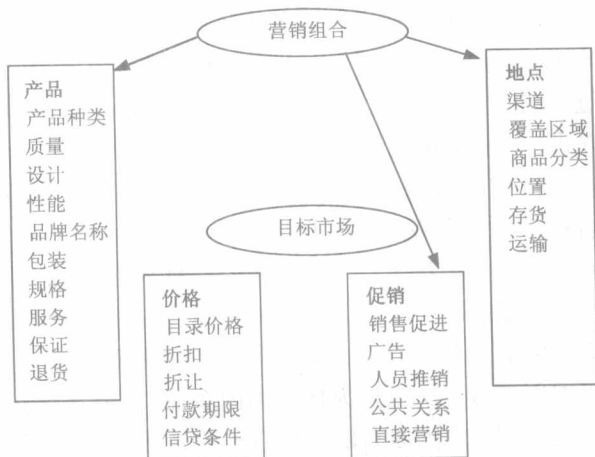 营销组合
产品
产品种类
质量
设计
性能
品牌名称
包装
规格
服务
保证
退货
地点
渠道
覆盖区域
商品分类
位置
存货
运输
目标市场
价格
目录价格
折扣
折让
付款期限
信贷条件
促销
销售促进
广告
人员推销
公共关系
直接营销